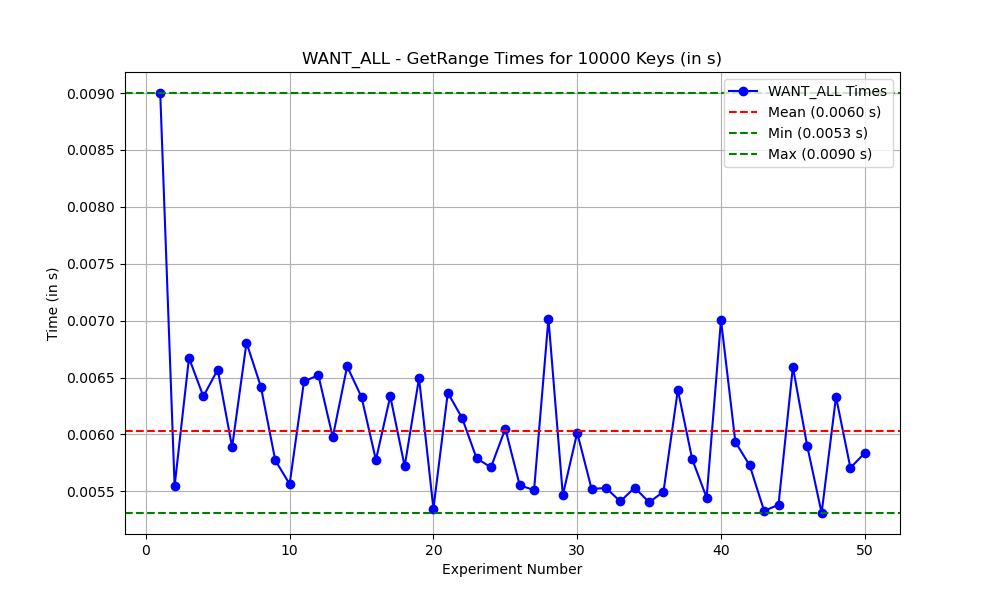 WANT_ALL - GetRange Times for 10000 Keys (in s)
WANT_ALL Times
Mean (0.0060 s)
Min (0.0053 s)
Max (0.0090 s)
0.0090
0.0085
0.0080
0.0075
0.0070
0.0065
0.0060
0.0055
Time (in s)
0 10 20 30 40 50
Experiment Number